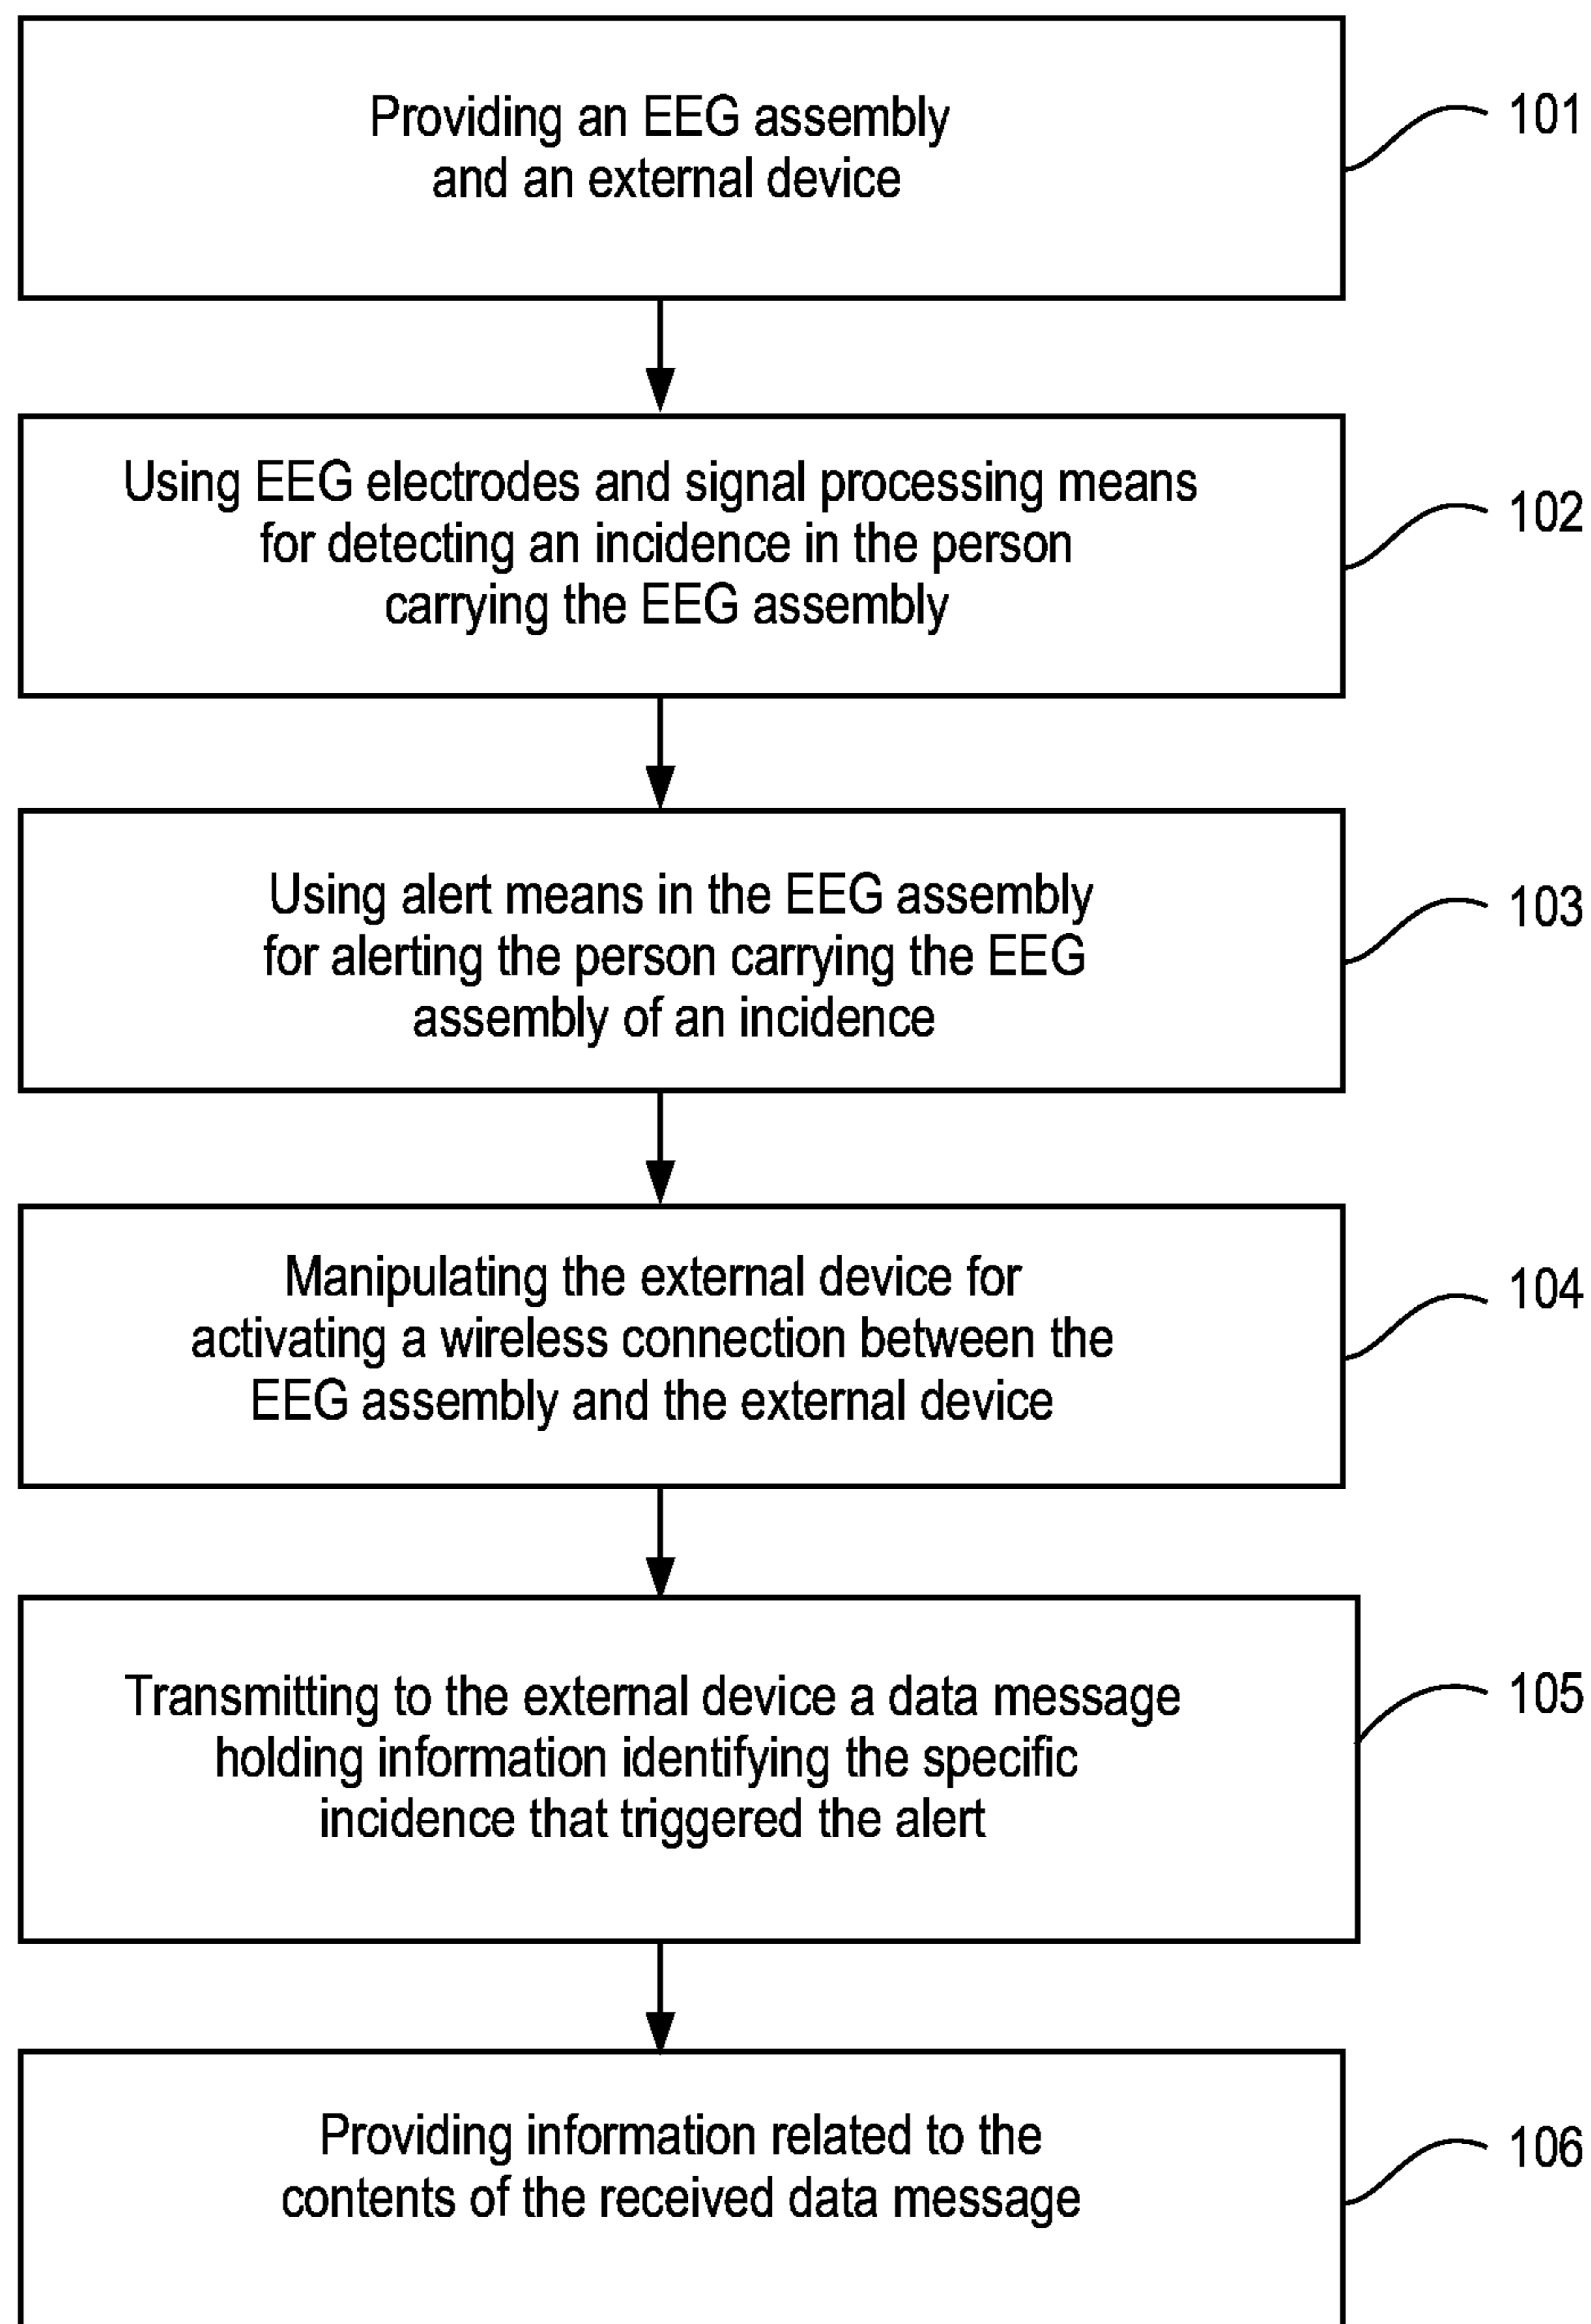 Providing an EEG assembly
and an external device
101
Using EEG electrodes and signal processing means
for detecting an incidence in the person
carrying the EEG assembly
102
Using alert means in the EEG assembly
for alerting the person carrying the EEG
assembly of an incidence
103
Manipulating the external device for
activating a wireless connection between the
EEG assembly and the external device
104
Transmitting to the external device a data message
holding information identifying the specific
incidence that triggered the alert
105
Providing information related to the
contents of the received data message
106